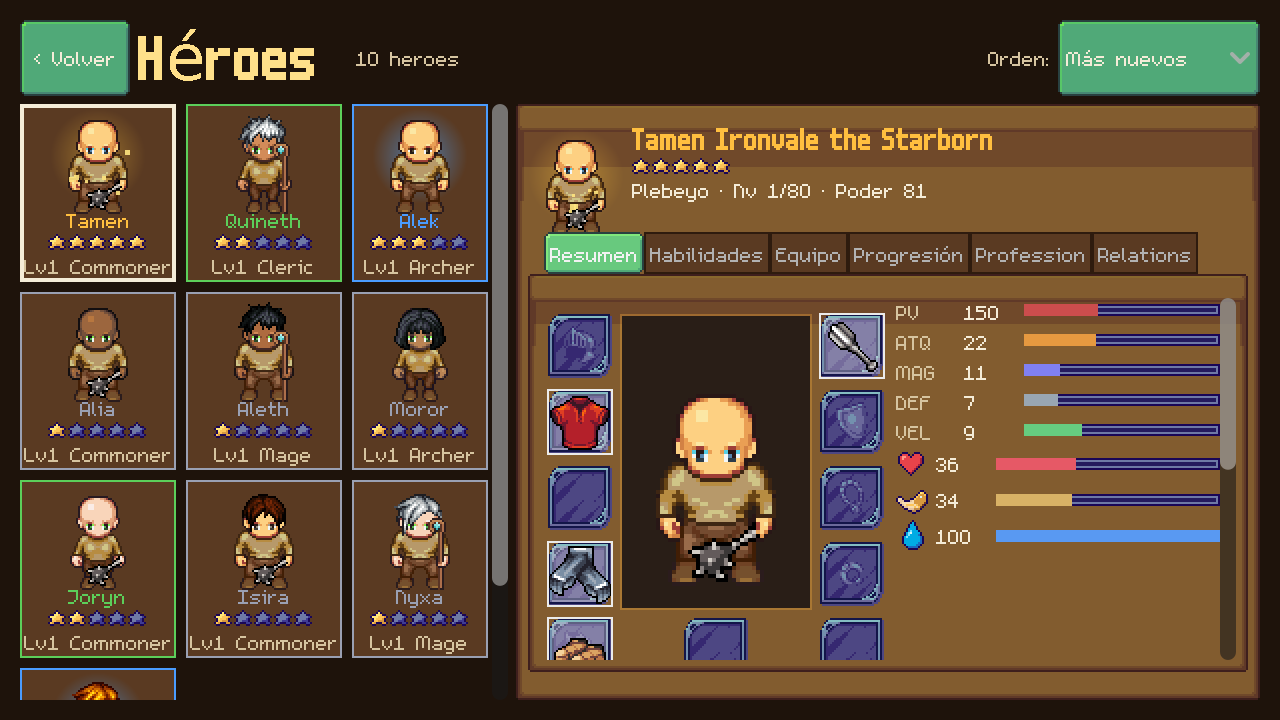 < Volver
Héroes
10 heroes
Orden:
Más nuevos
Tamen
Lv1 Commoner
Quineth
Lv1 Cleric
Alek
Lv1 Archer
Alia
Lv1 Commoner
Aleth
Lv1 Mage
Moror
Lv1 Archer
Joryn
Lv1 Commoner
Isira
Lv1 Commoner
Nyxa
Lv1 Mage
Tamen Ironvale the Starborn
Plebeyo · Nv 1/80 · Poder 81
Resumen
Habilidades
Equipo
Progresión
Profession
Relations
PV 150
ATQ 22
MAG 11
DEF 7
VEL 9
36
34
100